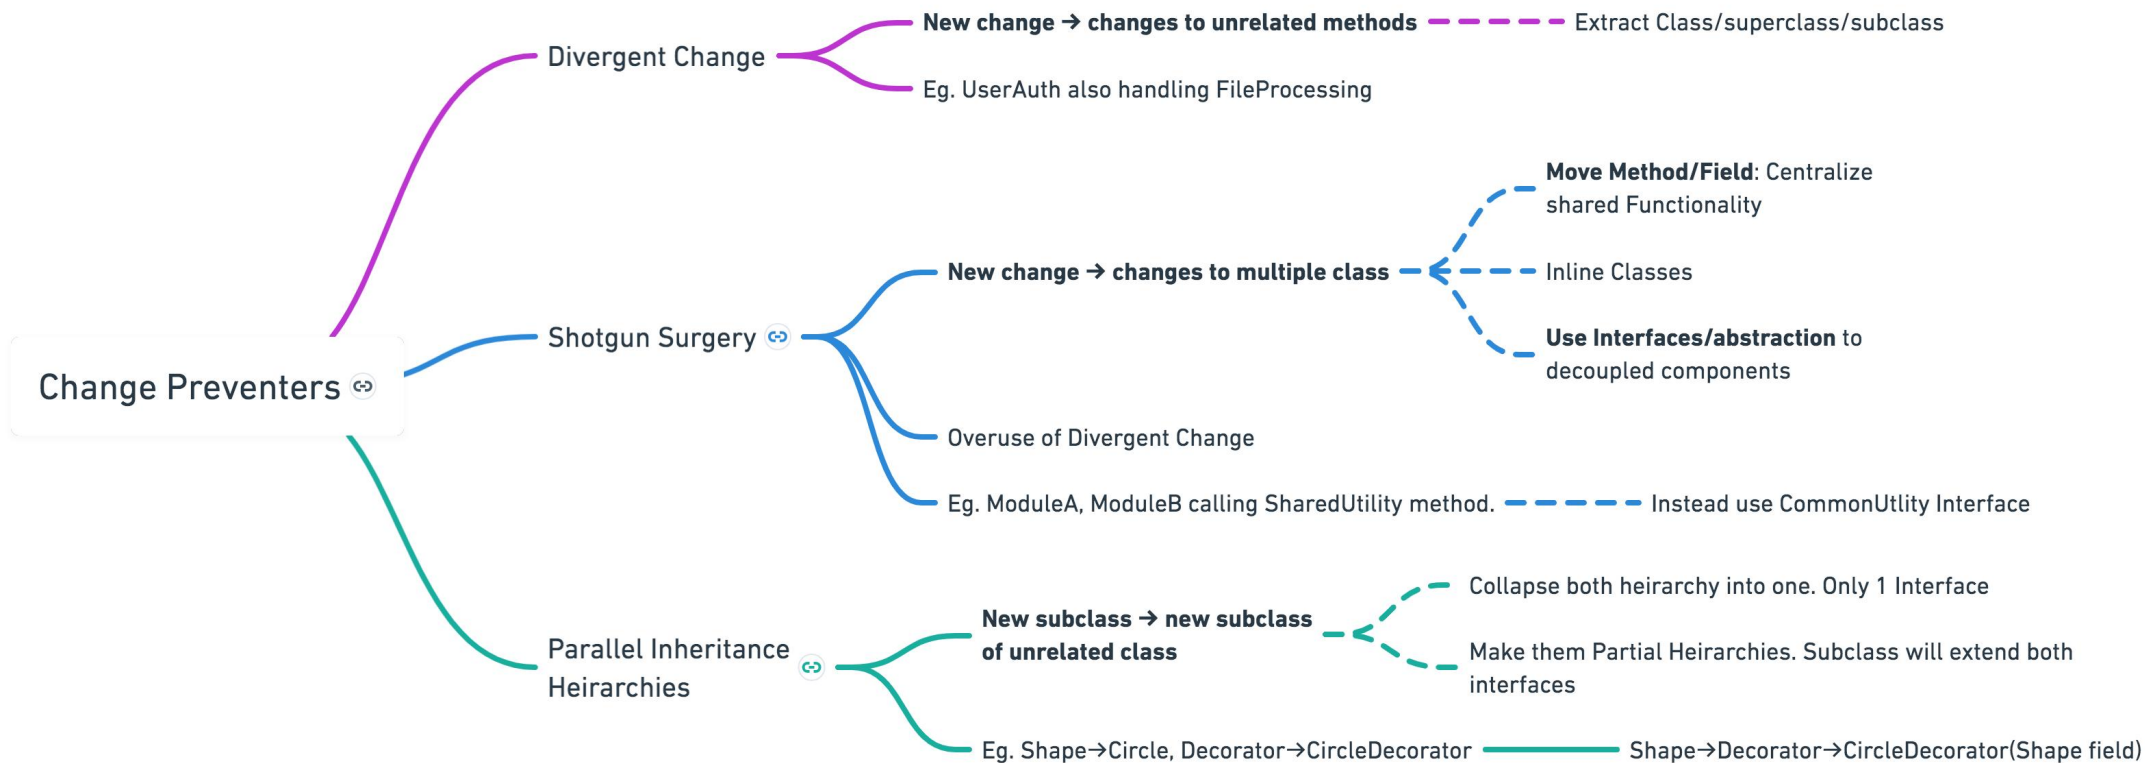 Change Preventers
Divergent Change
New change → changes to unrelated methods
Extract Class/superclass/subclass
Eg. UserAuth also handling FileProcessing
Shotgun Surgery
New change → changes to multiple class
Move Method/Field: Centralize
shared Functionality
Inline Classes
Use Interfaces/abstraction to
decoupled components
Overuse of Divergent Change
Eg. ModuleA, ModuleB calling SharedUtility method.
Instead use CommonUtlity Interface
Parallel Inheritance
Heirarchies
New subclass → new subclass
of unrelated class
Collapse both heirarchy into one. Only 1 Interface
Make them Partial Heirarchies. Subclass will extend both
interfaces
Eg. Shape→Circle, Decorator→CircleDecorator
Shape→Decorator→CircleDecorator(Shape field)